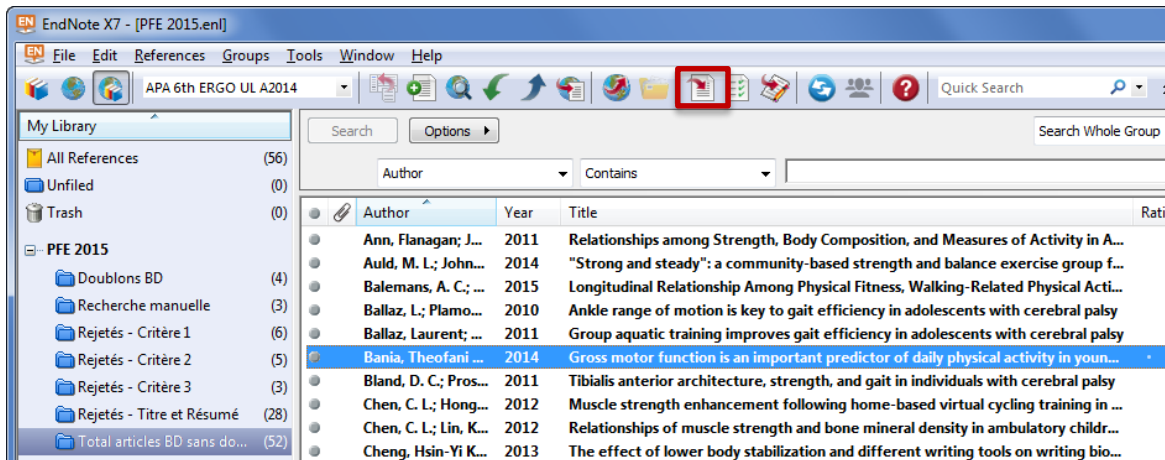 EndNote X7 - [PFE 2015.enl]
File Edit References Groups Tools Window Help
APA 6th ERGO UL A2014 Quick Search
My Library
All References (56)
Unfiled (0)
Trash (0)
PFE 2015
Doublons BD (4)
Recherche manuelle (3)
Rejetés - Critère 1 (6)
Rejetés - Critère 2 (5)
Rejetés - Critère 3 (3)
Rejetés - Titre et Résumé (28)
Total articles BD sans do... (52)
Search Options Search Whole Group
Author Contains
Author Year Title Rati
Ann, Flanagan; J... 2011 Relationships among Strength, Body Composition, and Measures of Activity in A...
Auld, M. L.; John... 2014 "Strong and steady": a community-based strength and balance exercise group f...
Balemans, A. C.; ... 2015 Longitudinal Relationship Among Physical Fitness, Walking-Related Physical Acti...
Ballaz, L.; Plamo... 2010 Ankle range of motion is key to gait efficiency in adolescents with cerebral palsy
Ballaz, Laurent; ... 2011 Group aquatic training improves gait efficiency in adolescents with cerebral palsy
Bania, Theofani ... 2014 Gross motor function is an important predictor of daily physical activity in youn...
Bland, D. C.; Pros... 2011 Tibialis anterior architecture, strength, and gait in individuals with cerebral palsy
Chen, C. L.; Hong... 2012 Muscle strength enhancement following home-based virtual cycling training in ...
Chen, C. L.; Lin, K... 2012 Relationships of muscle strength and bone mineral density in ambulatory childr...
Cheng, Hsin-Yi K... 2013 The effect of lower body stabilization and different writing tools on writing bio...